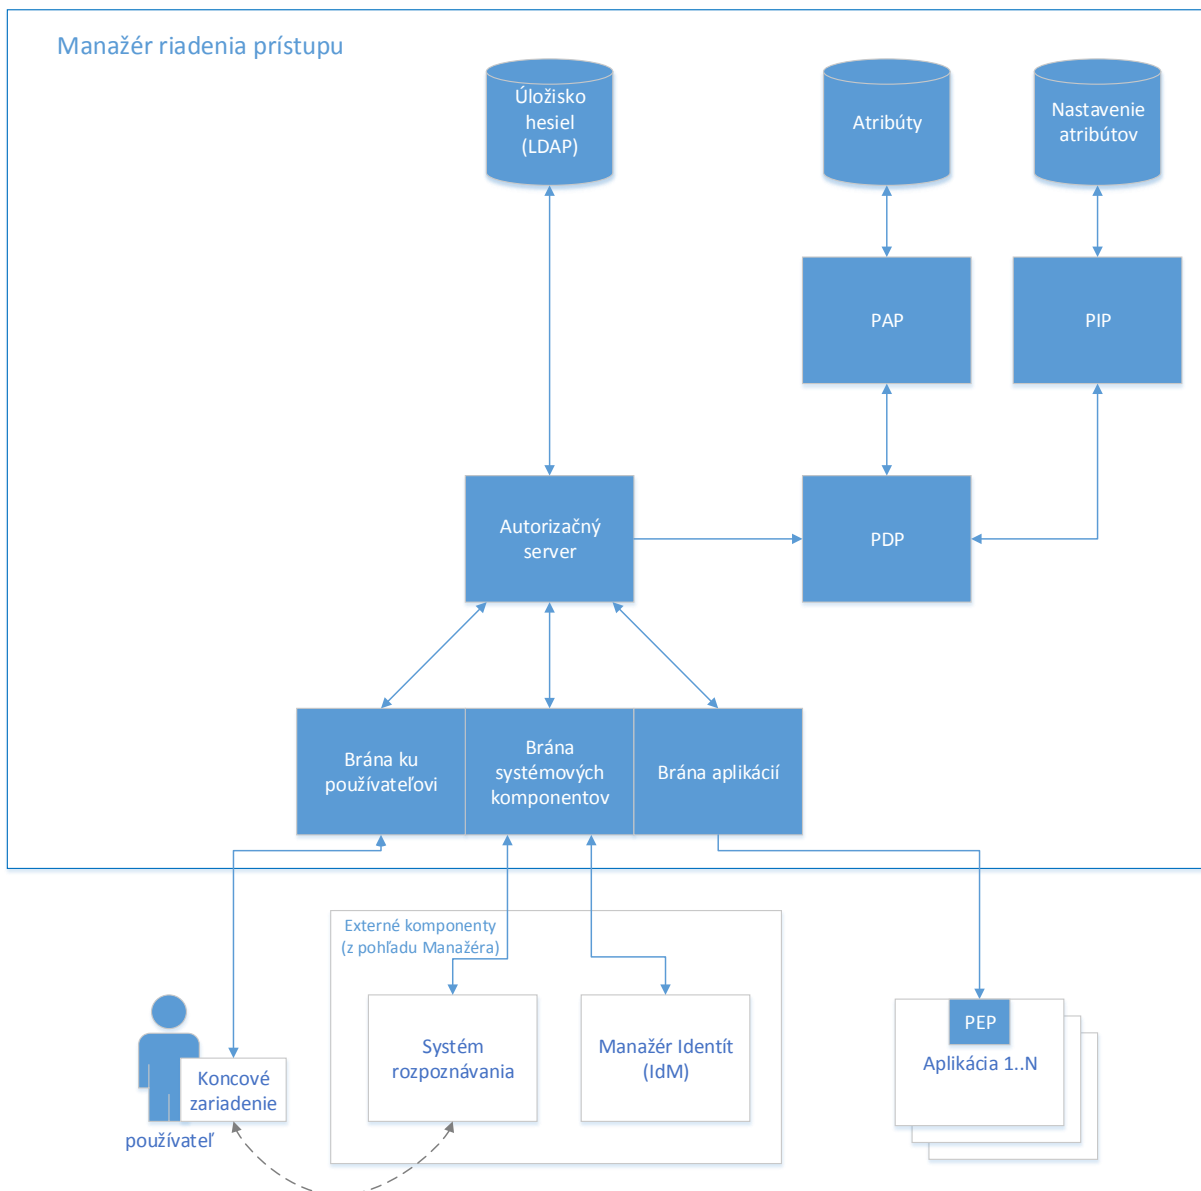 Manažér riadenia prístupu
Úložisko
hesiel
(LDAP)
Atribúty
Nastavenie
atribútov
PAP
PIP
Autorizačný
server
PDP
Brána ku
používateľovi
Brána
systémových
komponentov
Brána aplikácií
Externé komponenty
(z pohľadu Manažéra)
Systém
rozpoznávania
Manažér Identít
(IdM)
PEP
Aplikácia 1..N
Koncové
zariadenie
používateľ